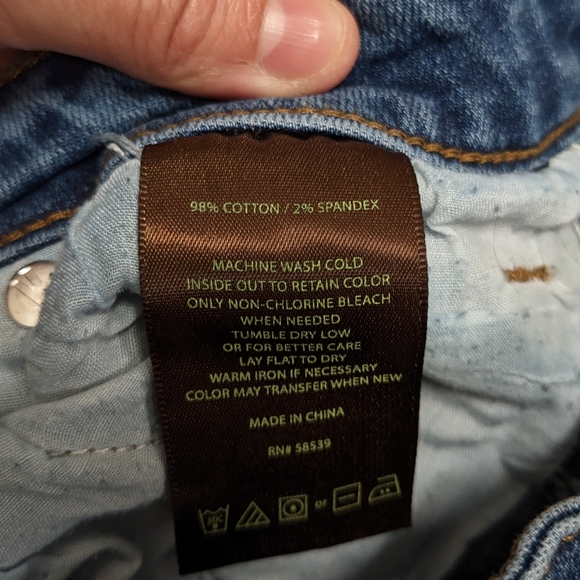 98% COTTON / 2% SPANDEX
MACHINE WASH COLD
INSIDE OUT TO RETAIN COLOR
ONLY NON-CHLORINE BLEACH
WHEN NEEDED
TUMBLE DRY LOW
OR FOR BETTER CARE
LAY FLAT TO DRY
WARM IRON IF NECESSARY
COLOR MAY TRANSFER WHEN NEW
MADE IN CHINA
RN# 58539
or